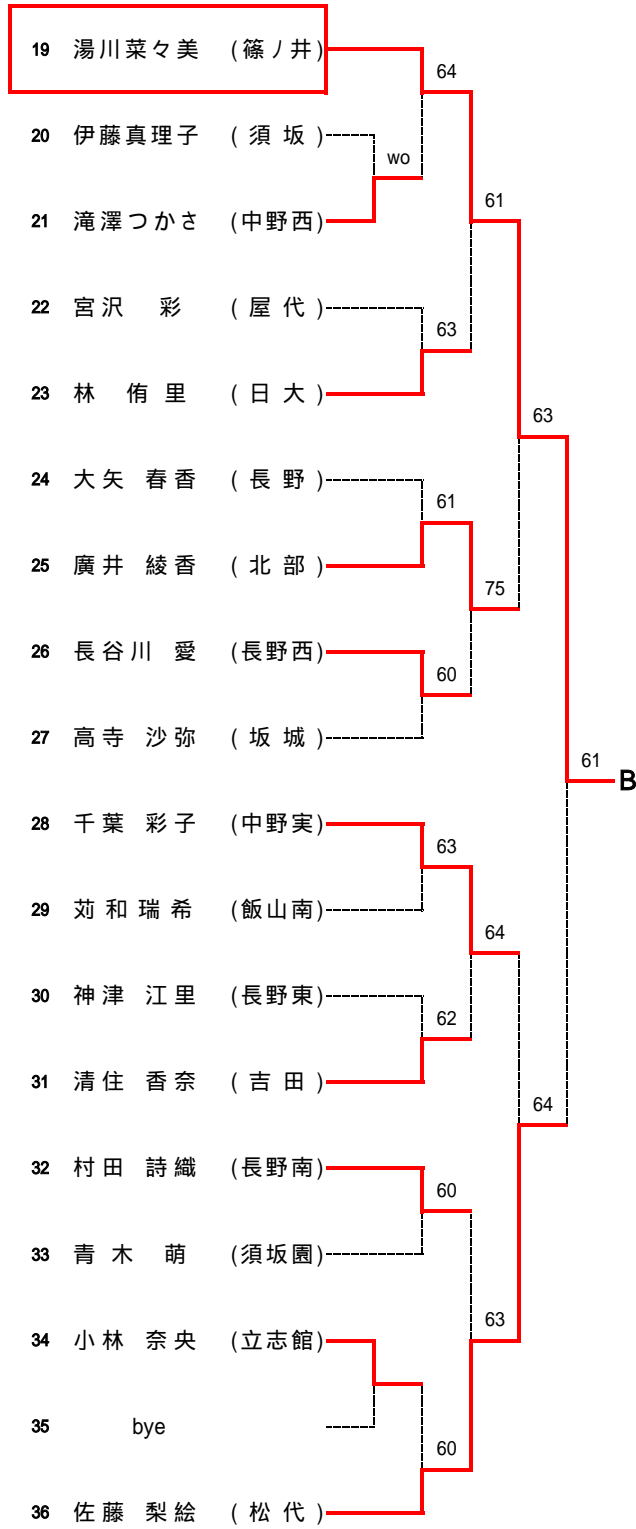 19 湯川菜々美 (篠ノ井)
64
20 伊藤真理子 (須坂)
wo
21 滝澤つかさ (中野西)
61
22 宮沢 彩 (屋代)
63
23 林 侑里 (日大)
63
24 大矢 春香 (長野)
61
25 廣井 綾香 (北部)
75
26 長谷川 愛 (長野西)
60
27 高寺 沙弥 (坂城)
61
B
28 千葉 彩子 (中野実)
63
29 苅和瑞希 (飯山南)
64
30 神津 江里 (長野東)
62
31 清住 香奈 (吉田)
64
32 村田 詩織 (長野南)
60
33 青木 萌 (須坂園)
63
34 小林 奈央 (立志館)
35 bye
60
36 佐藤 梨絵 (松代)